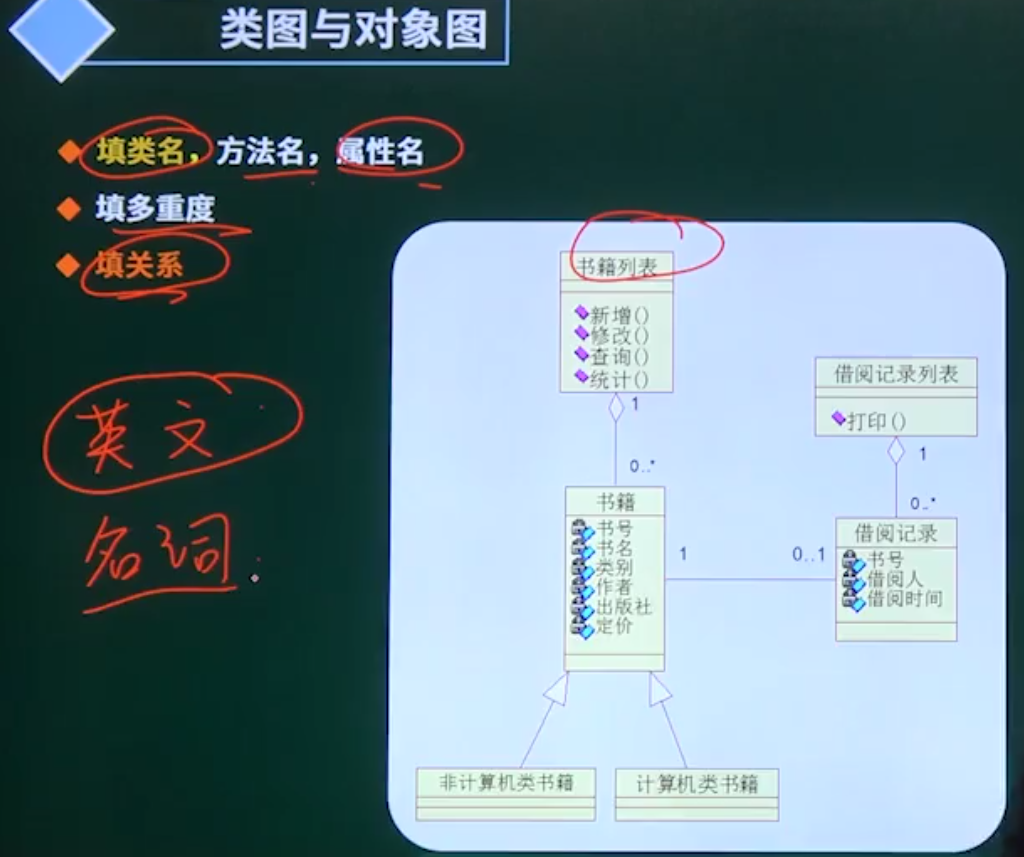 类图与对象图
填类名，方法名，属性名
填多重度
填关系
英文
名词
书籍列表
新增()
修改()
查询()
统计()
1
0..*
借阅记录列表
打印()
1
0..*
书籍
书号
书名
类别
作者
出版社
定价
1
0..1
借阅记录
书号
借阅人
借阅时间
非计算机类书籍
计算机类书籍